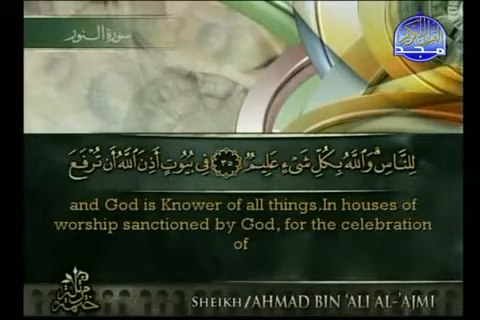 سورة النور
مجد
لِلنَّاسِ ۗ وَاللَّهُ بِكُلِّ شَيْءٍ عَلِيمٌ ﴿٣٥﴾ فِي بُيُوتٍ أَذِنَ اللَّهُ أَن تُرْفَعَ
and God is Knower of all things.In houses of
worship sanctioned by God, for the celebration
of
SHEIKH/AHMAD BIN 'ALI AL-'AJMI